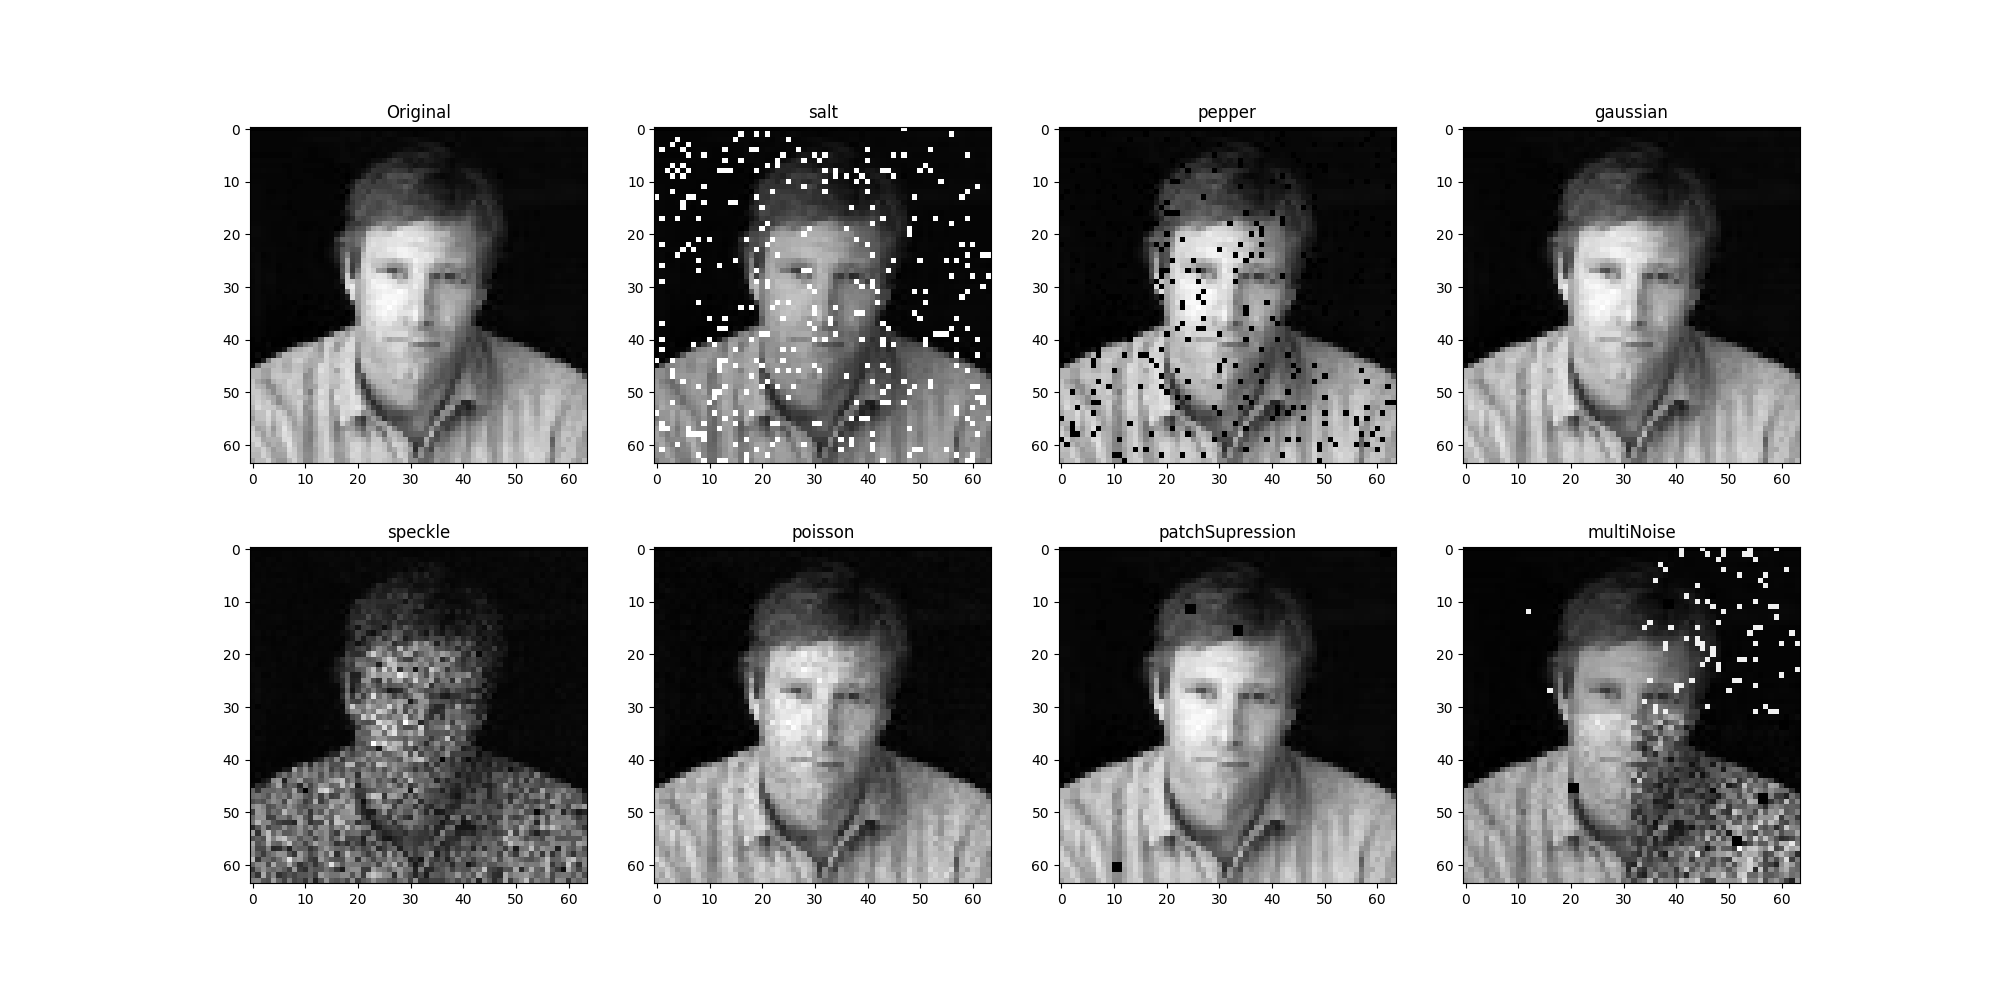 Original salt pepper gaussian
0 0 0 0
10 10 10 10
20 20 20 20
30 30 30 30
40 40 40 40
50 50 50 50
60 60 60 60
0 10 20 30 40 50 60 0 10 20 30 40 50 60 0 10 20 30 40 50 60 0 10 20 30 40 50 60
speckle poisson patchSupression multiNoise
0 0 0 0
10 10 10 10
20 20 20 20
30 30 30 30
40 40 40 40
50 50 50 50
60 60 60 60
0 10 20 30 40 50 60 0 10 20 30 40 50 60 0 10 20 30 40 50 60 0 10 20 30 40 50 60